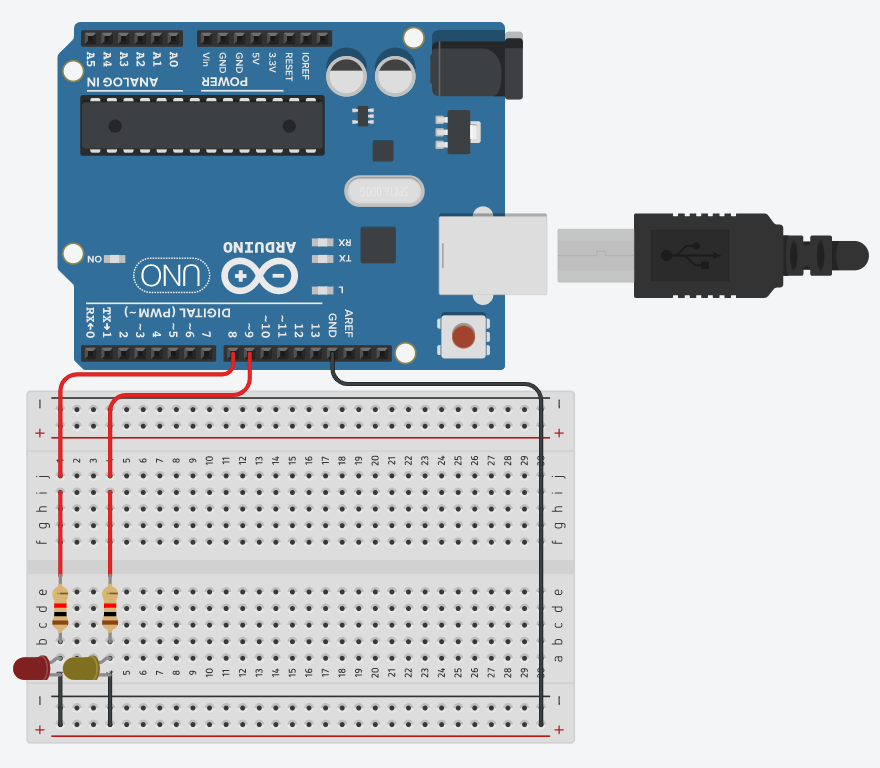 A5 A4 A3 A2 A1 A0 Vin GND GND 5V 3.3V RESET IOREF
ANALOG IN POWER
ON UNO ARDUINO RX
TX
L
DIGITAL (PWM~)
RX←0 TX→1 2 ~3 4 ~5 ~6 7 8 ~9 ~10 ~11 12 13 GND AREF
− −
+ +
1 2 3 4 5 6 7 8 9 10 11 12 13 14 15 16 17 18 19 20 21 22 23 24 25 26 27 28 29 30
j j
i i
h h
g g
f f
e e
d d
c c
b b
a
5 6 7 8 9 10 11 12 13 14 15 16 17 18 19 20 21 22 23 24 25 26 27 28 29 30
− −
+ +